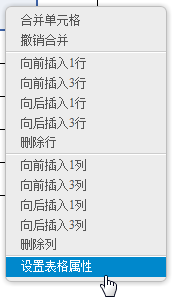 合并单元格
撤销合并
向前插入1行
向前插入3行
向后插入1行
向后插入3行
删除行
向前插入1列
向前插入3列
向后插入1列
向后插入3列
删除列
设置表格属性